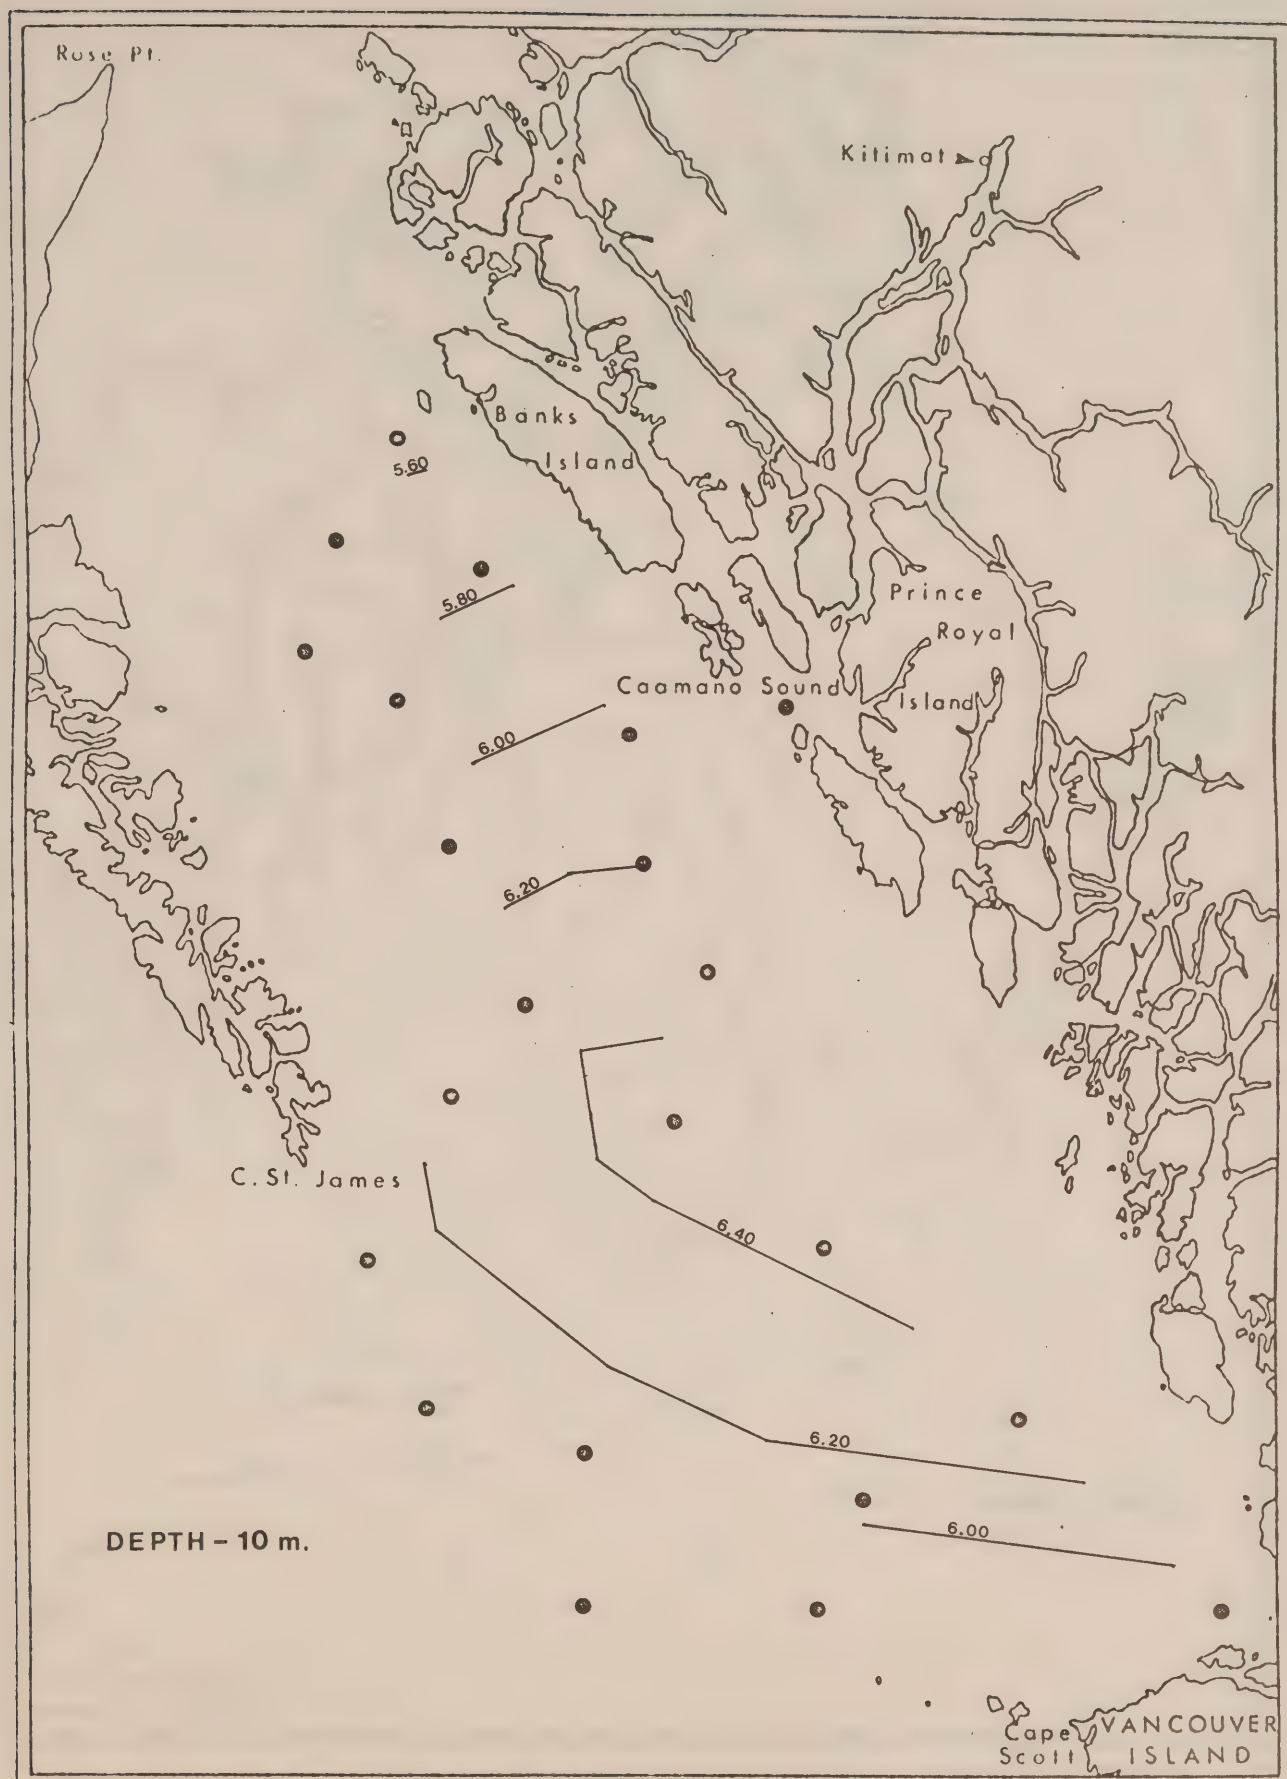 Rose Pt.
Kitimat
Banks
Island
5.60
5.80
Prince
Royal
Island
Caamano Sound
6.00
6.20
C. St. James
6.40
6.20
DEPTH - 10 m.
6.00
Cape
Scott
VANCOUVER
ISLAND